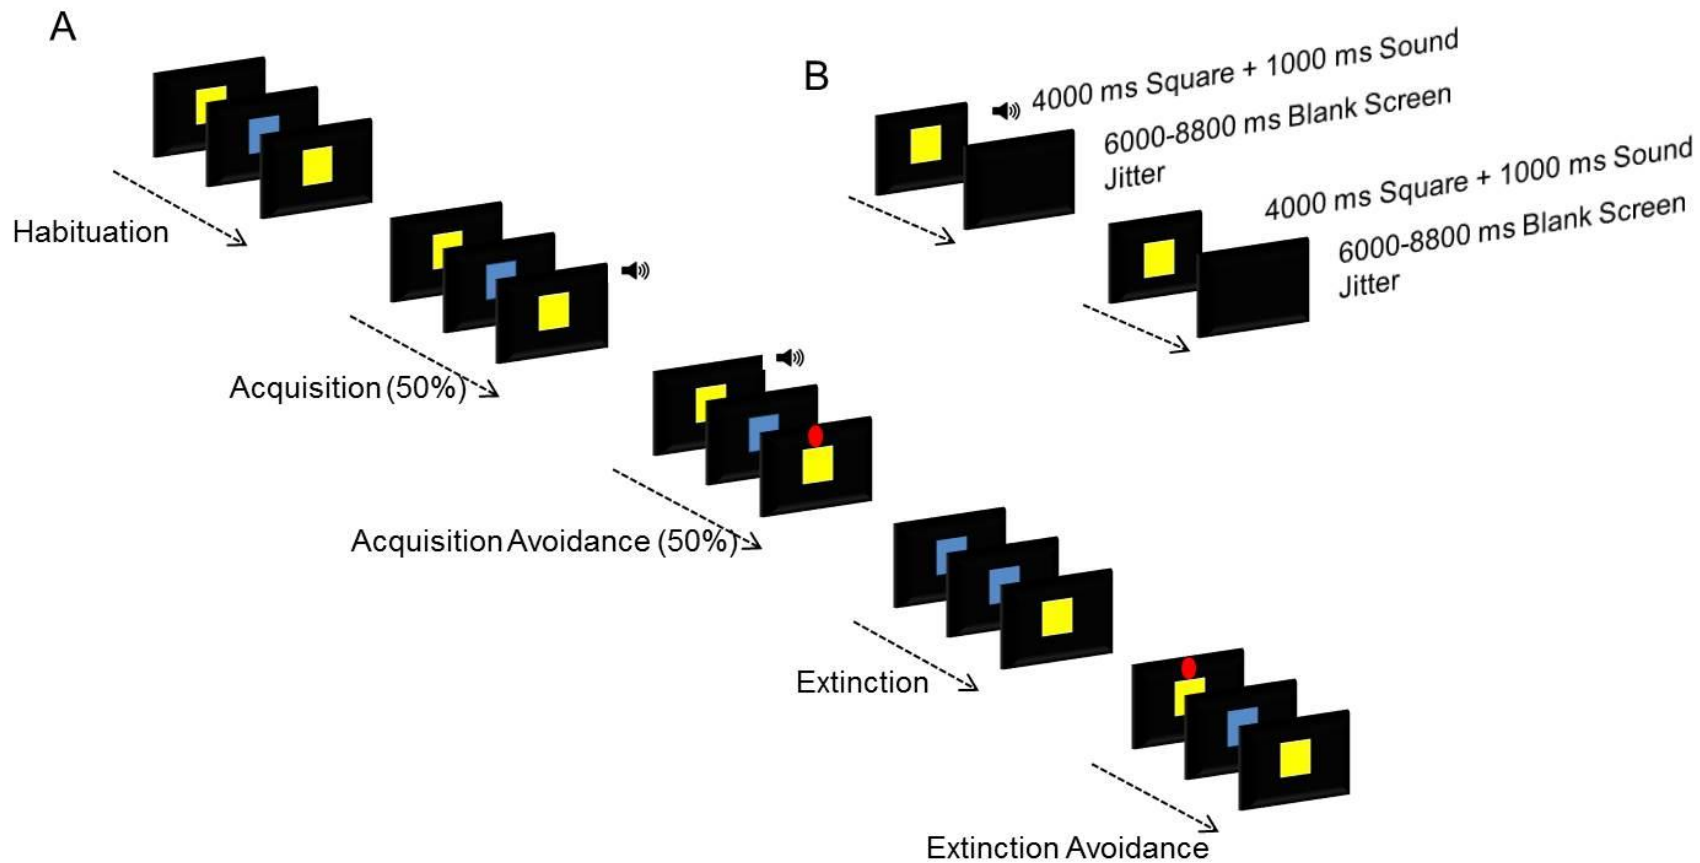 A
Habituation
Acquisition (50%)
Acquisition Avoidance (50%)
Extinction
Extinction Avoidance
B
4000 ms Square + 1000 ms Sound
6000-8800 ms Blank Screen
Jitter
4000 ms Square + 1000 ms Sound
6000-8800 ms Blank Screen
Jitter